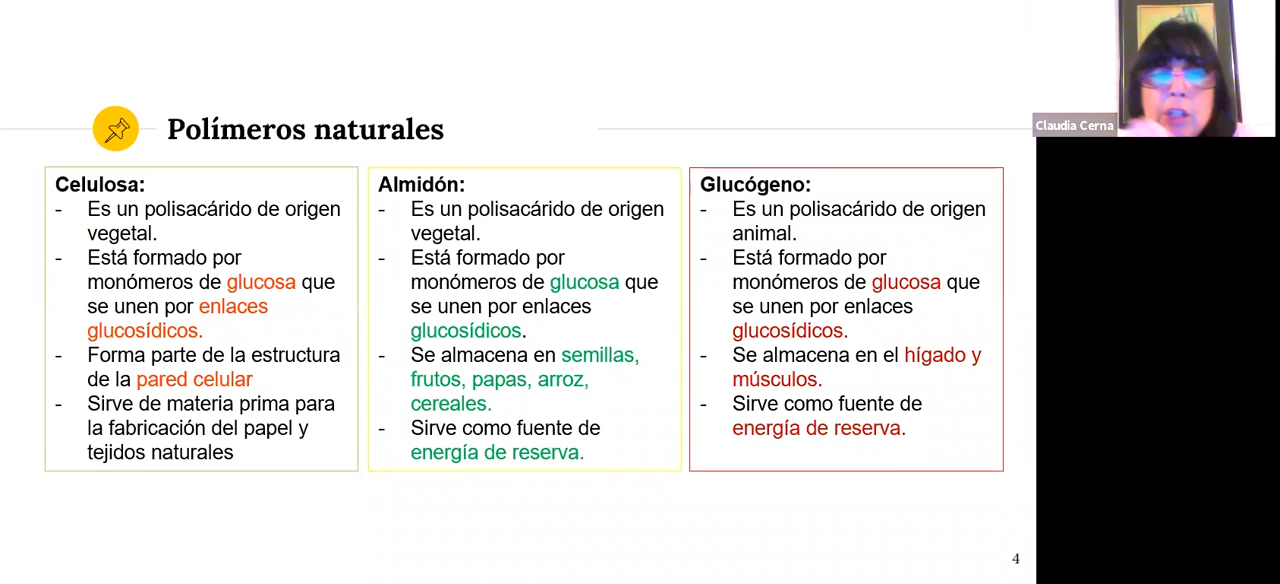 Polímeros naturales
Claudia Cerna
Celulosa:
- Es un polisacárido de origen
vegetal.
- Está formado por
monómeros de glucosa que
se unen por enlaces
glucosídicos.
- Forma parte de la estructura
de la pared celular
- Sirve de materia prima para
la fabricación del papel y
tejidos naturales
Almidón:
- Es un polisacárido de origen
vegetal.
- Está formado por
monómeros de glucosa que
se unen por enlaces
glucosídicos.
- Se almacena en semillas,
frutos, papas, arroz,
cereales.
- Sirve como fuente de
energía de reserva.
Glucógeno:
- Es un polisacárido de origen
animal.
- Está formado por
monómeros de glucosa que
se unen por enlaces
glucosídicos.
- Se almacena en el hígado y
músculos.
- Sirve como fuente de
energía de reserva.
4